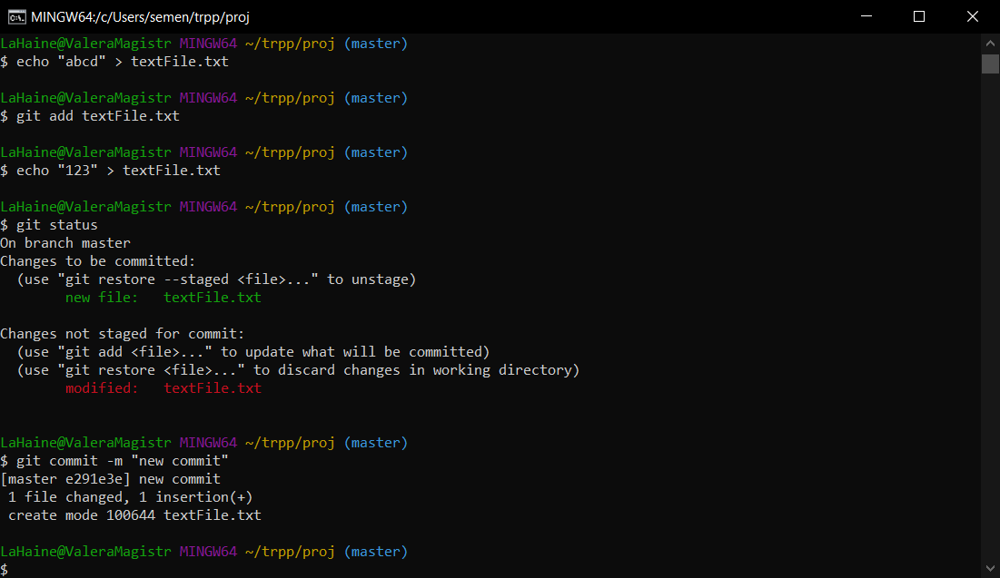 MINGW64:/c/Users/semen/trpp/proj
LaHaine@ValeraMagistr MINGW64 ~/trpp/proj (master)
$ echo "abcd" > textFile.txt
LaHaine@ValeraMagistr MINGW64 ~/trpp/proj (master)
$ git add textFile.txt
LaHaine@ValeraMagistr MINGW64 ~/trpp/proj (master)
$ echo "123" > textFile.txt
LaHaine@ValeraMagistr MINGW64 ~/trpp/proj (master)
$ git status
On branch master
Changes to be committed:
  (use "git restore --staged <file>..." to unstage)
        new file:   textFile.txt
Changes not staged for commit:
  (use "git add <file>..." to update what will be committed)
  (use "git restore <file>..." to discard changes in working directory)
        modified:   textFile.txt
LaHaine@ValeraMagistr MINGW64 ~/trpp/proj (master)
$ git commit -m "new commit"
[master e291e3e] new commit
 1 file changed, 1 insertion(+)
 create mode 100644 textFile.txt
LaHaine@ValeraMagistr MINGW64 ~/trpp/proj (master)
$